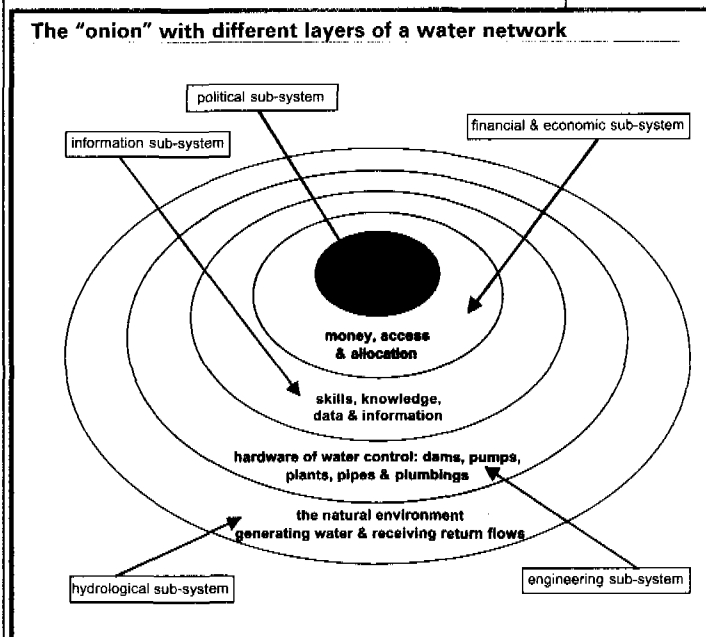 The “onion” with different layers of a water network
political sub-system
financial & economic sub-system
information sub-system
money, access
& allocation
skills, knowledge,
data & information
hardware of water control: dams, pumps,
plants, pipes & plumbings
the natural environment
generating water & receiving return flows
engineering sub-system
hydrological sub-system